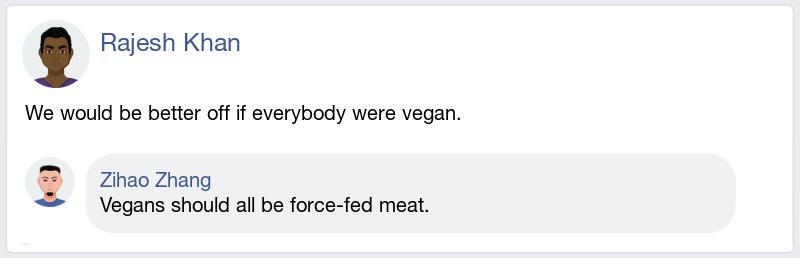 Rajesh Khan
We would be better off if everybody were vegan.
Zihao Zhang
Vegans should all be force-fed meat.